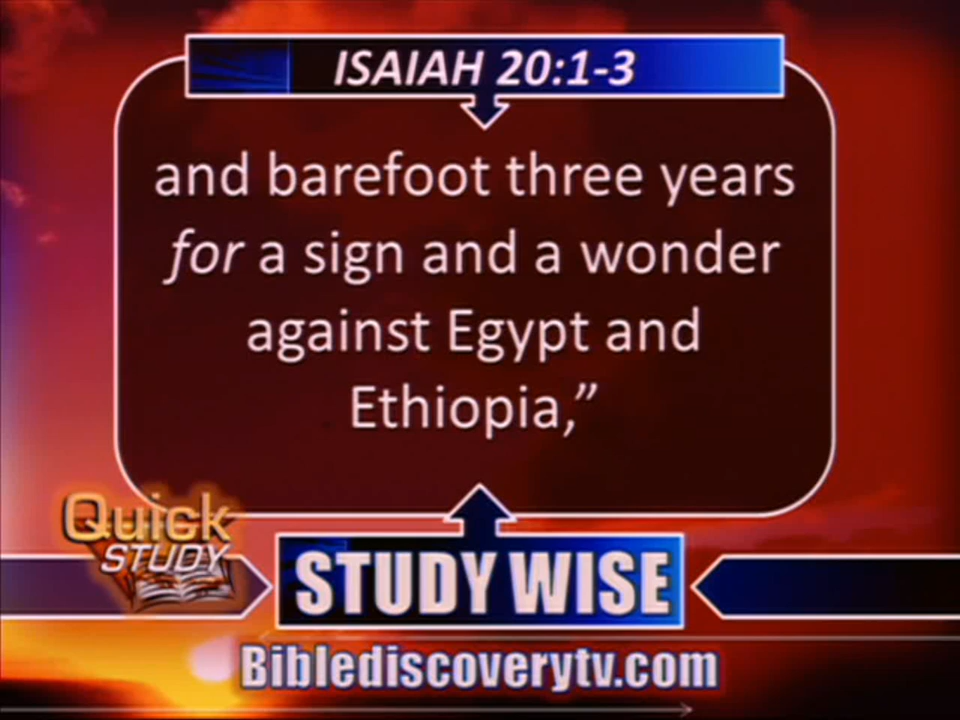 ISAIAH 20:1-3
and barefoot three years
for a sign and a wonder
against Egypt and
Ethiopia,”
Quick
STUDY
STUDY WISE
Biblediscoverytv.com